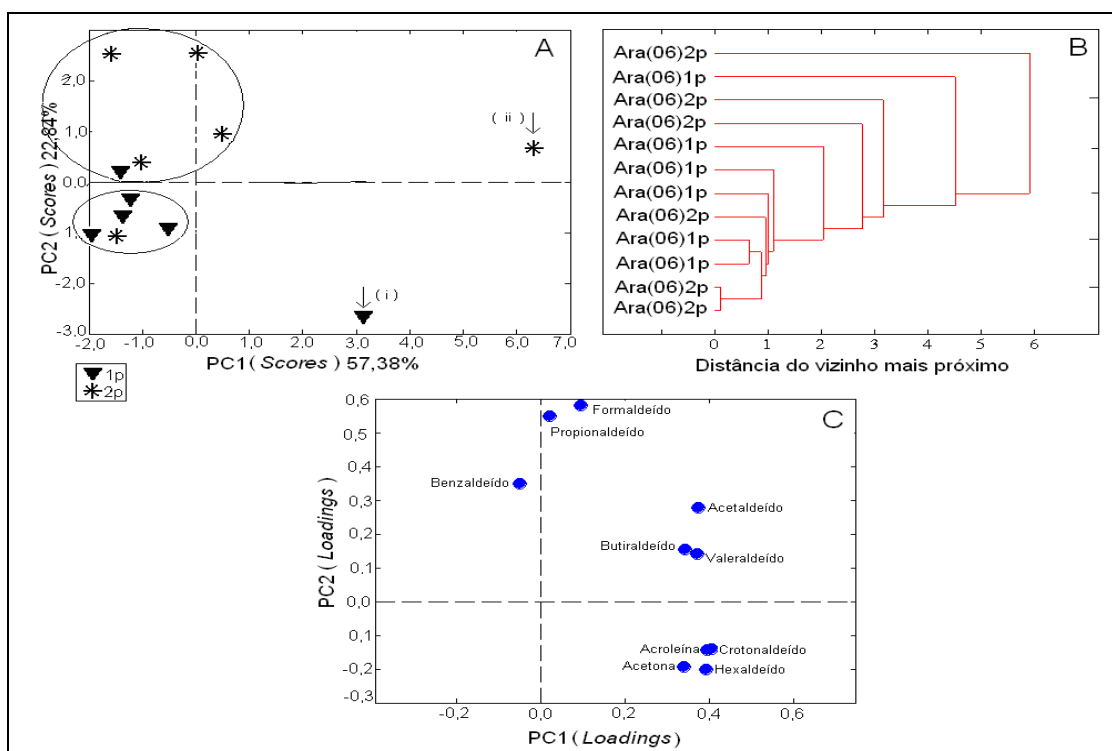 A
PC2 (Scores) 22,84%
2,0
1,0
0,0
-1,0
-2,0
-3,0
(ii)
(i)
-2,0 -1,0 0,0 1,0 2,0 3,0 4,0 5,0 6,0 7,0
PC1 (Scores) 57,38%
1p
2p
B
Ara(06)2p
Ara(06)1p
Ara(06)2p
Ara(06)2p
Ara(06)1p
Ara(06)1p
Ara(06)1p
Ara(06)2p
Ara(06)1p
Ara(06)1p
Ara(06)2p
Ara(06)2p
0 1 2 3 4 5 6
Distância do vizinho mais próximo
C
PC2 (Loadings)
0,6
0,5
0,4
0,3
0,2
0,1
0,0
0,1
-0,2
-0,3
Formaldeído
Propionaldeído
Benzaldeído
Acetaldeído
Butiraldeído
Valeraldeído
Acroleína
Crotonaldeído
Acetona
Hexaldeído
-0,2 0,0 0,2 0,4 0,6
PC1 (Loadings)